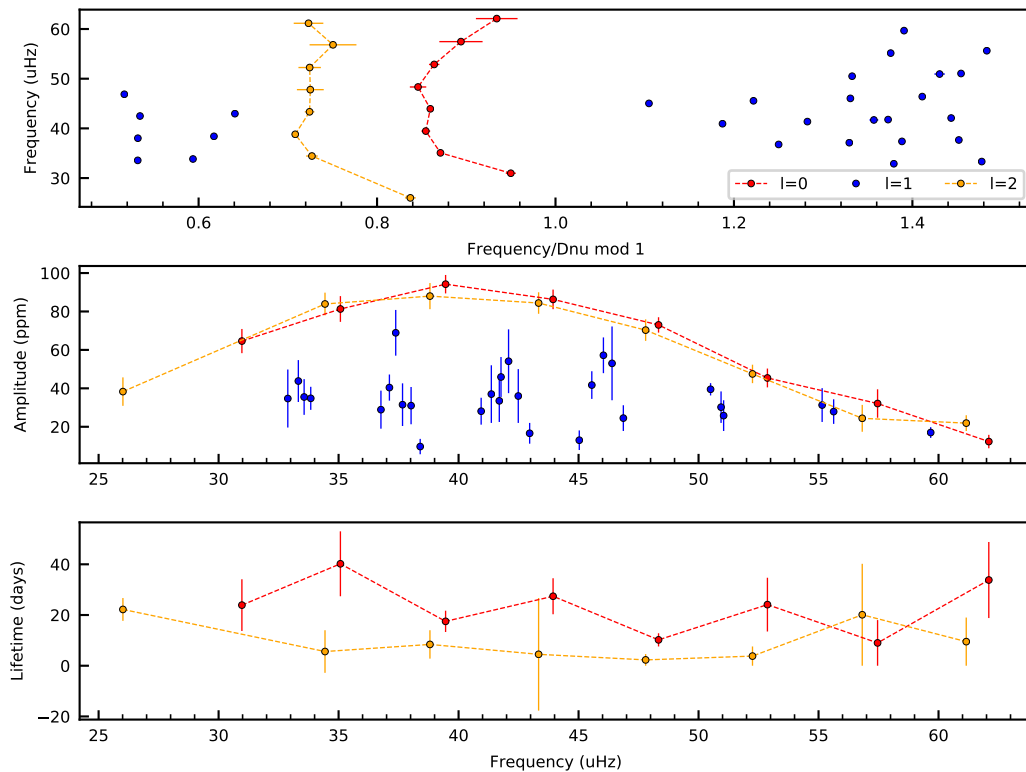 60
50
40
30
Frequency (uHz)
l=0 l=1 l=2
0.6 0.8 1.0 1.2 1.4
Frequency/Dnu mod 1
100
80
60
40
20
Amplitude (ppm)
25 30 35 40 45 50 55 60
40
20
0
−20
Lifetime (days)
25 30 35 40 45 50 55 60
Frequency (uHz)